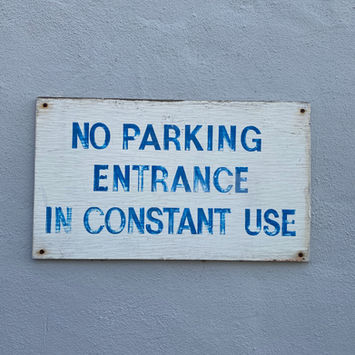 NO PARKING
ENTRANCE
IN CONSTANT USE